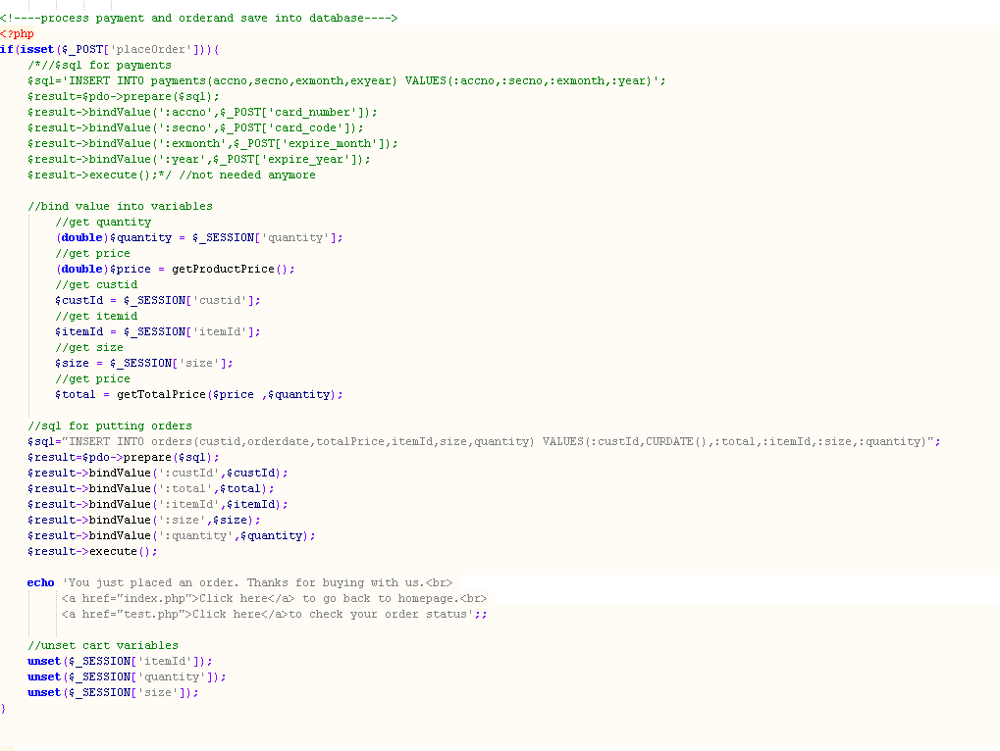 <!----process payment and orderand save into database---->
<?php
if(isset($_POST['placeOrder'])){
/*//$sql for payments
$sql='INSERT INTO payments(accno,secno,exmonth,exyear) VALUES(:accno,:secno,:exmonth,:year)';
$result=$pdo->prepare($sql);
$result->bindValue(':accno',$_POST['card_number']);
$result->bindValue(':secno',$_POST['card_code']);
$result->bindValue(':exmonth',$_POST['expire_month']);
$result->bindValue(':year',$_POST['expire_year']);
$result->execute();*/ //not needed anymore
//bind value into variables
//get quantity
(double)$quantity = $_SESSION['quantity'];
//get price
(double)$price = getProductPrice();
//get custid
$custId = $_SESSION['custid'];
//get itemid
$itemId = $_SESSION['itemId'];
//get size
$size = $_SESSION['size'];
//get price
$total = getTotalPrice($price ,$quantity);
//sql for putting orders
$sql="INSERT INTO orders(custid,orderdate,totalPrice,itemId,size,quantity) VALUES(:custId,CURDATE(),:total,:itemId,:size,:quantity)";
$result=$pdo->prepare($sql);
$result->bindValue(':custId',$custId);
$result->bindValue(':total',$total);
$result->bindValue(':itemId',$itemId);
$result->bindValue(':size',$size);
$result->bindValue(':quantity',$quantity);
$result->execute();
echo 'You just placed an order. Thanks for buying with us.<br>
<a href="index.php">Click here</a> to go back to homepage.<br>
<a href="test.php">Click here</a>to check your order status';;
//unset cart variables
unset($_SESSION['itemId']);
unset($_SESSION['quantity']);
unset($_SESSION['size']);
}